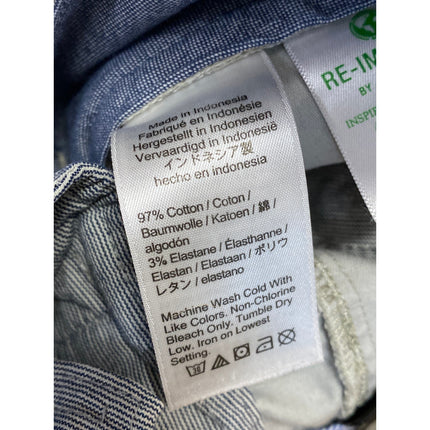 Made in Indonesia
Fabriqué en Indonésie
Hergestellt in Indonesien
Vervaardigd in Indonesië
インドネシア製
hecho en indonesia
97% Cotton / Coton /
Baumwolle / Katoen / 綿 /
algodón
3% Elastane / Élasthanne /
Elastan / Elastaan / ポリウ
レタン / elastano
Machine Wash Cold With
Like Colors. Non-Chlorine
Bleach Only. Tumble Dry
Low. Iron on Lowest
Setting.
30
RE-IM
BY
INSPIR